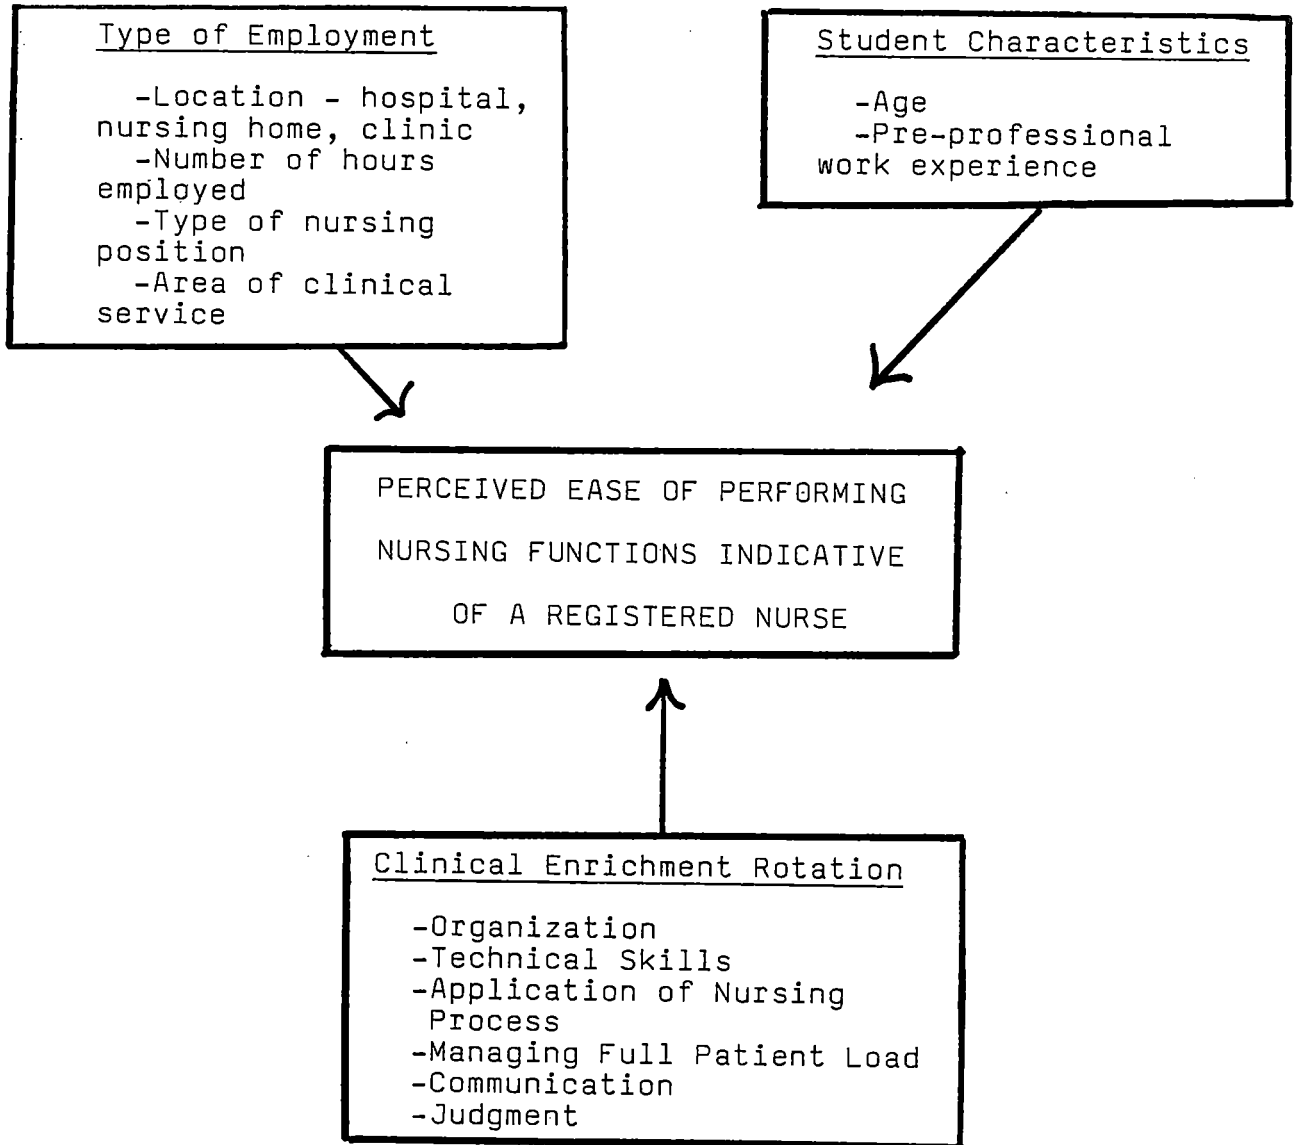 Type of Employment
-Location - hospital,
nursing home, clinic
-Number of hours
employed
-Type of nursing
position
-Area of clinical
service
Student Characteristics
-Age
-Pre-professional
work experience
PERCEIVED EASE OF PERFORMING
NURSING FUNCTIONS INDICATIVE
OF A REGISTERED NURSE
Clinical Enrichment Rotation
-Organization
-Technical Skills
-Application of Nursing
Process
-Managing Full Patient Load
-Communication
-Judgment